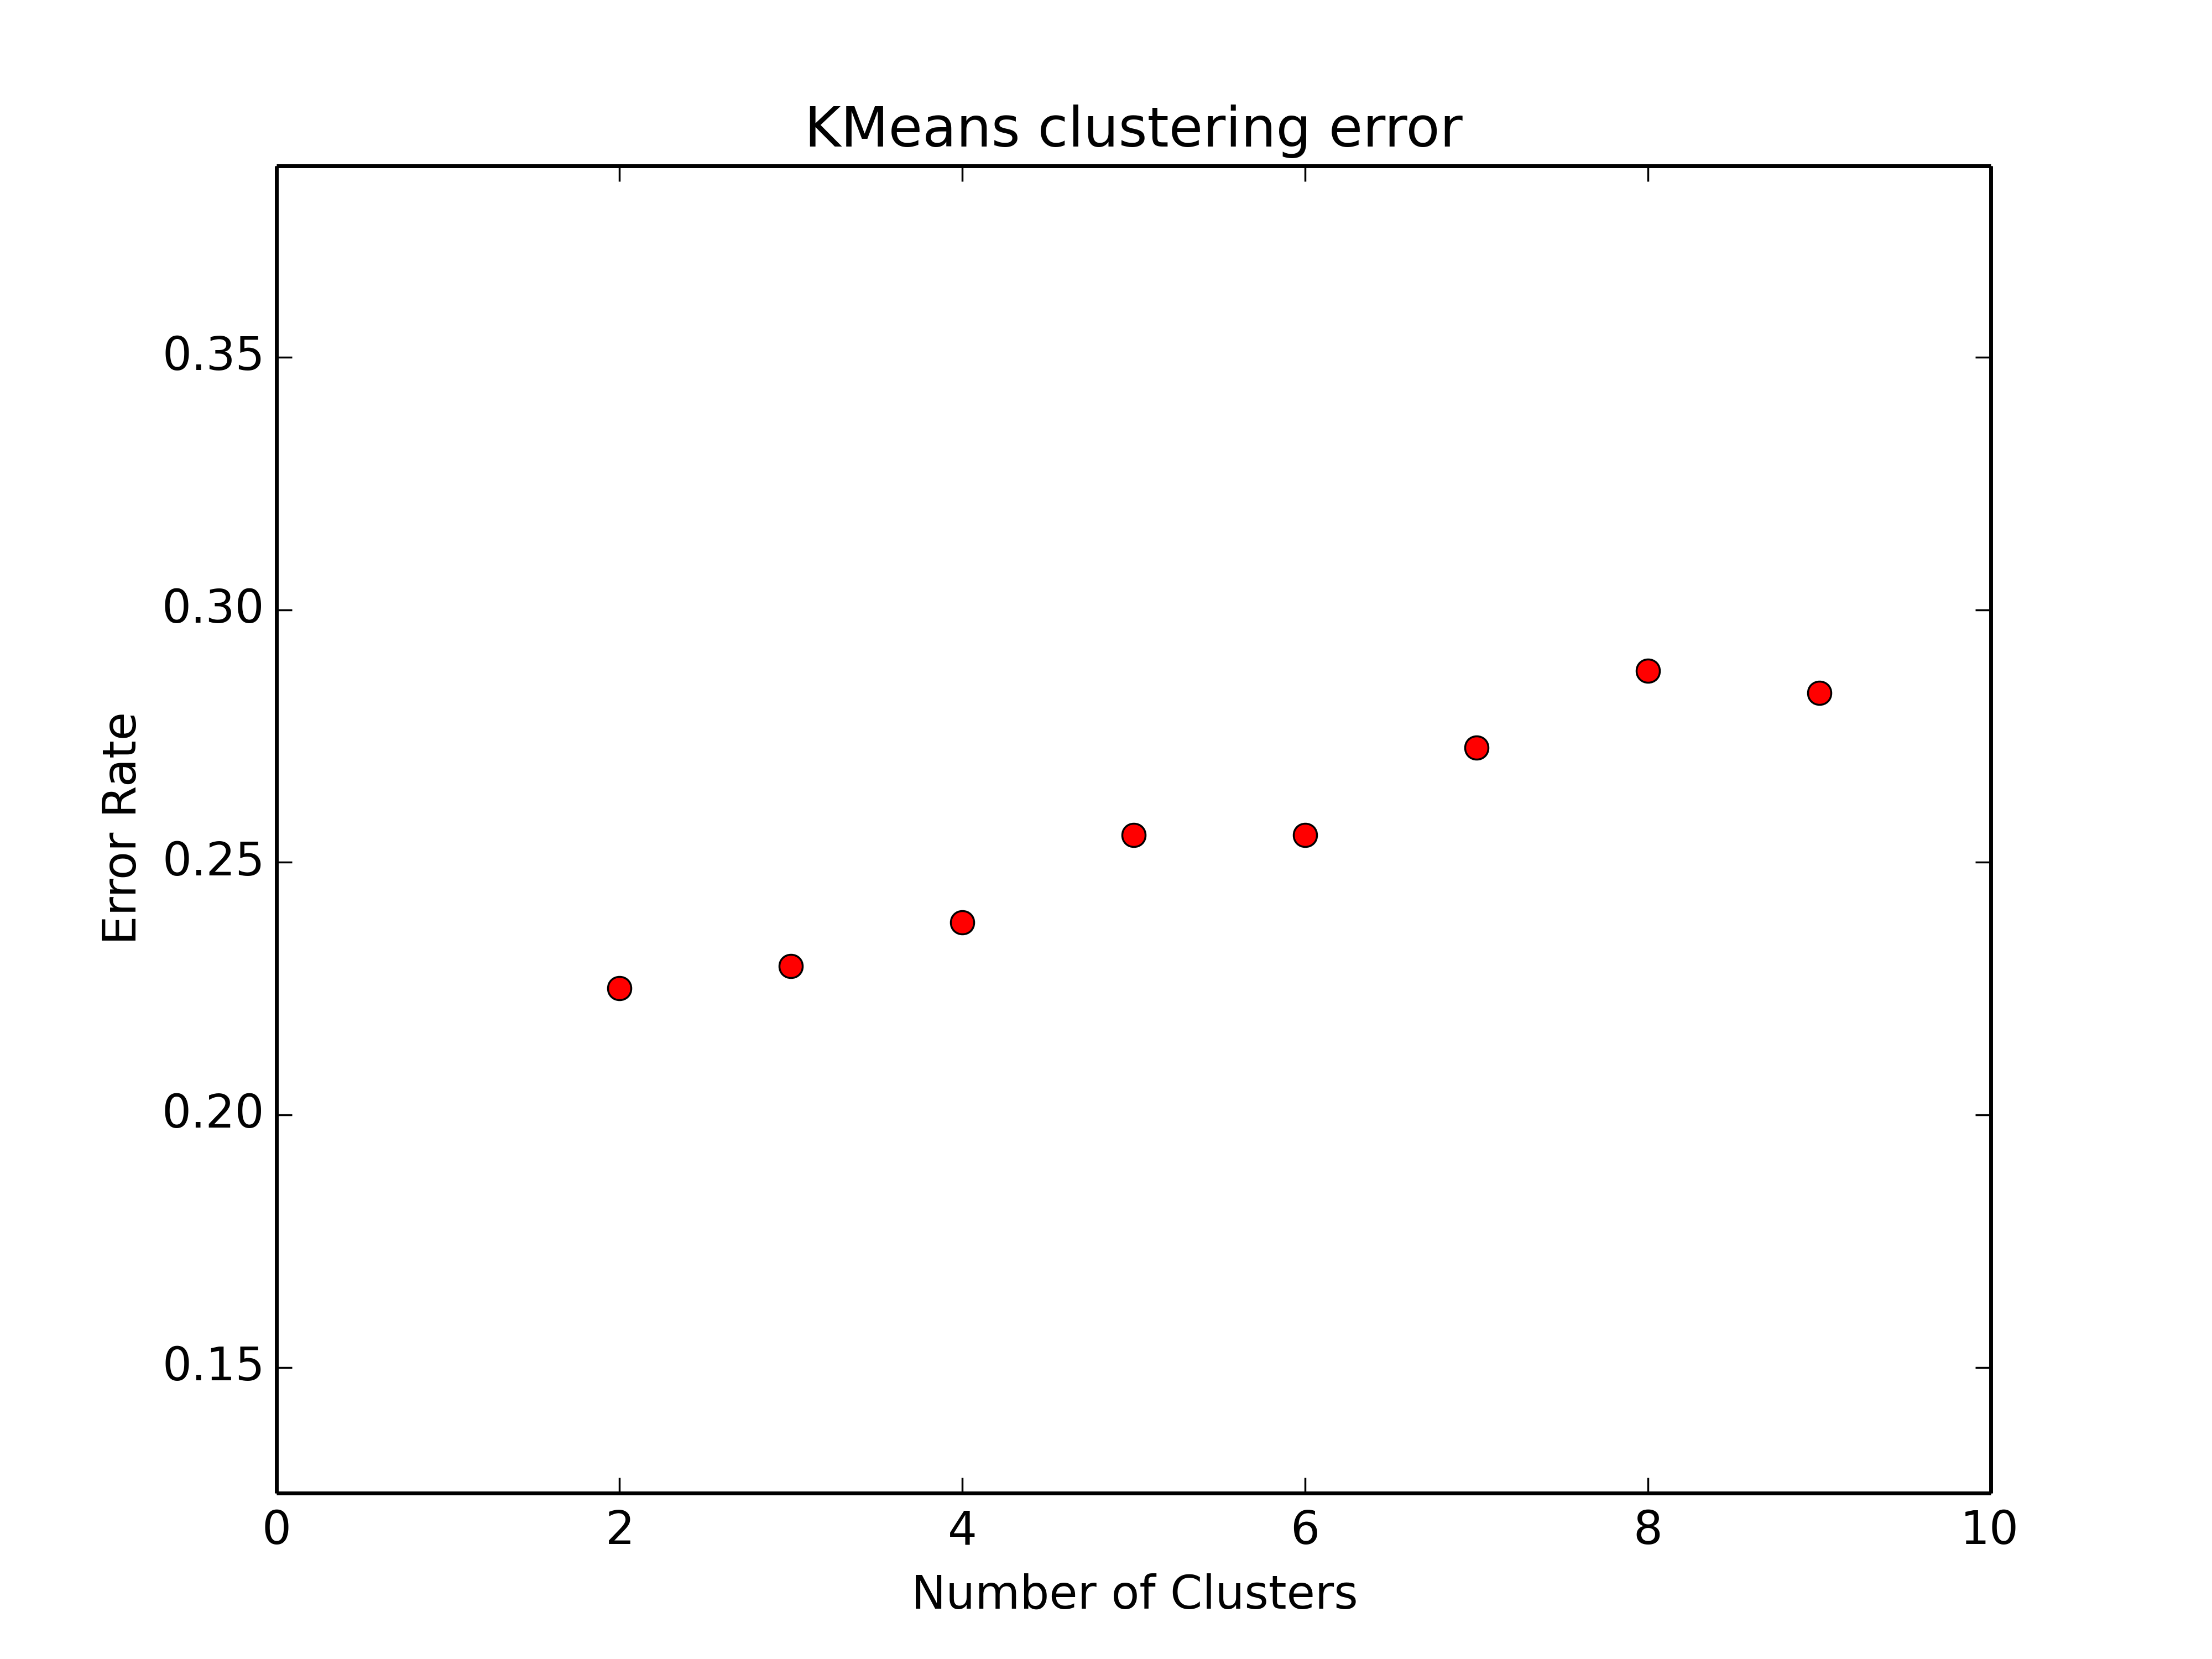 KMeans clustering error
0.35
0.30
0.25
0.20
0.15
Error Rate
0 2 4 6 8 10
Number of Clusters